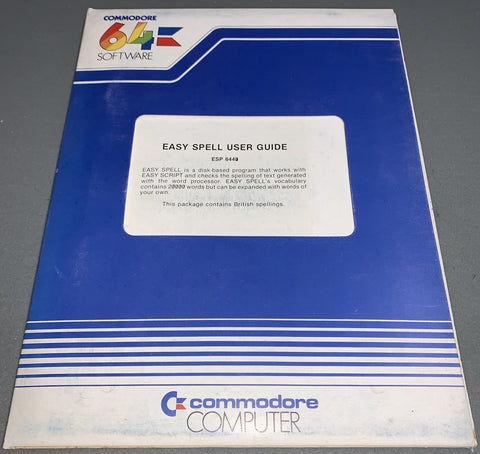 COMMODORE
64
SOFTWARE
EASY SPELL USER GUIDE
ESP 6440
EASY SPELL is a disk-based program that works with
EASY SCRIPT and checks the spelling of text generated
with the word processor. EASY SPELL's vocabulary
contains 20000 words but can be expanded with words of
your own.
This package contains British spellings.
commodore
COMPUTER